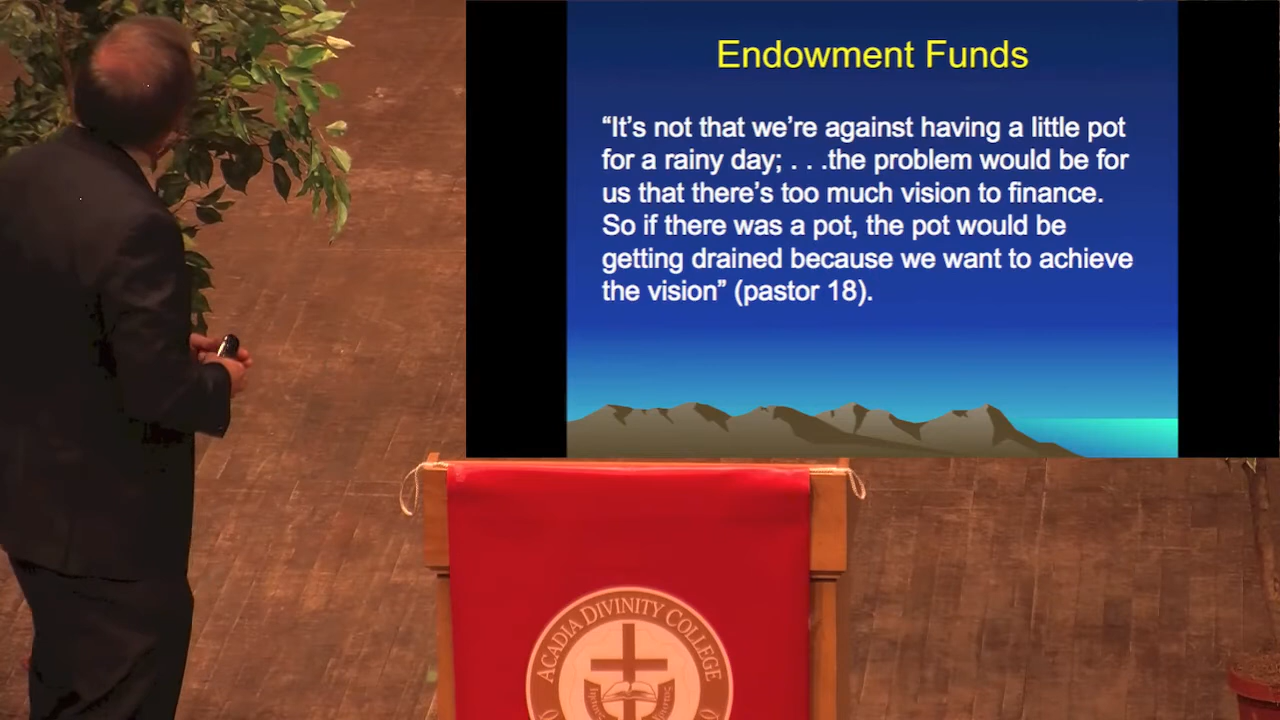 Endowment Funds
“It’s not that we’re against having a little pot
for a rainy day; . . .the problem would be for
us that there’s too much vision to finance.
So if there was a pot, the pot would be
getting drained because we want to achieve
the vision” (pastor 18).
ACADIA DIVINITY COLLEGE